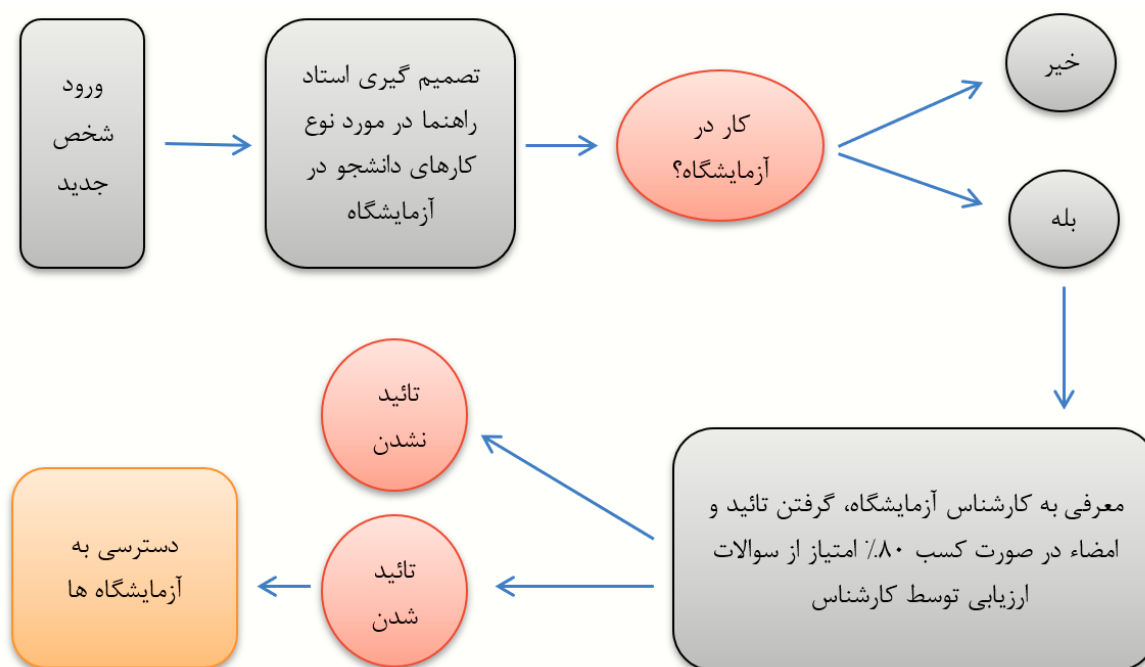 ورود
شخص
جدید
تصمیم گیری استاد
راهنما در مورد نوع
کارهای دانشجو در
آزمایشگاه
کار در
آزمایشگاه؟
خیر
بله
معرفی به کارشناس آزمایشگاه، گرفتن تائید و
امضاء در صورت کسب ۸۰٪ امتیاز از سوالات
ارزیابی توسط کارشناس
تائید
نشدن
تائید
شدن
دسترسی به
آزمایشگاه ها